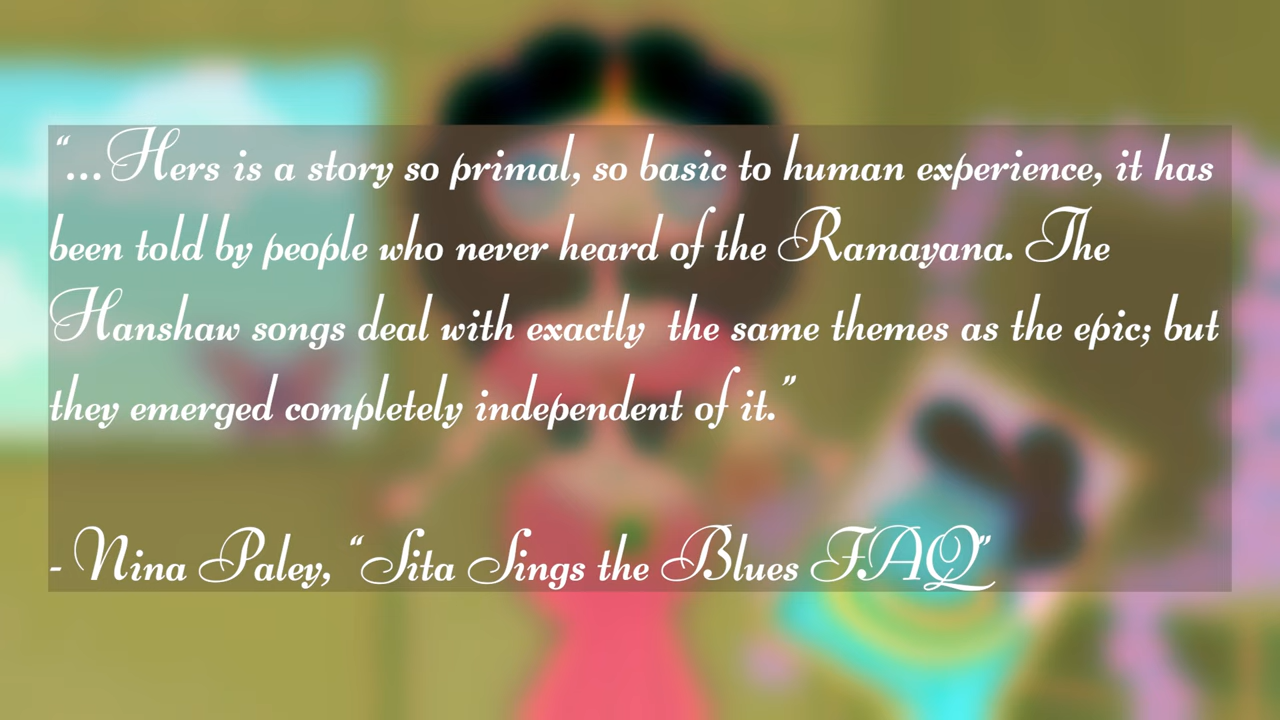 “...Hers is a story so primal, so basic to human experience, it has
been told by people who never heard of the Ramayana. The
Hanshaw songs deal with exactly  the same themes as the epic; but
they emerged completely independent of it.”
- Nina Paley, “Sita Sings the Blues FAQ”